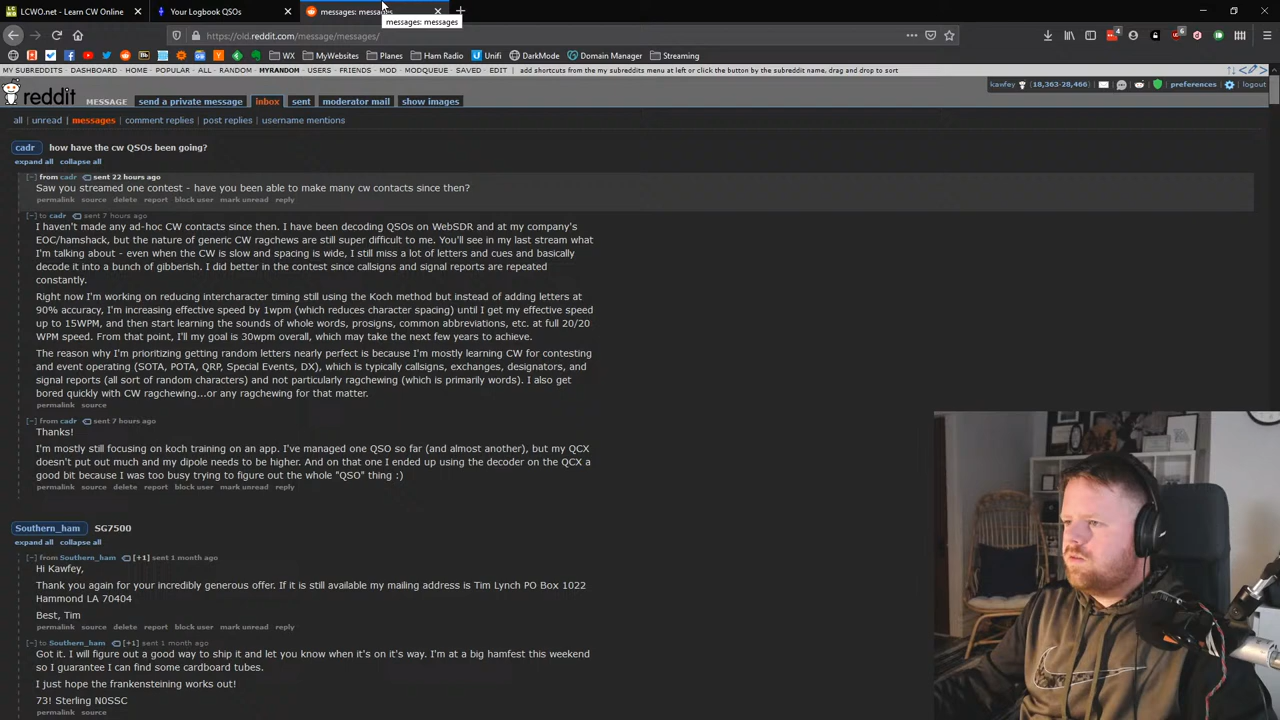 LCWO.net - Learn CW Online
Your Logbook QSOs
messages: messages
messages: messages
https://old.reddit.com/message/messages/
WX MyWebsites Planes Ham Radio Unifi DarkMode Domain Manager Streaming
MY SUBREDDITS - DASHBOARD - HOME - POPULAR - ALL - RANDOM - MYRANDOM - USERS - FRIENDS - MOD - MODQUEUE - SAVED - EDIT add shortcuts from the my subreddits menu at left or click the button by the subreddit name, drag and drop to sort
reddit MESSAGE send a private message inbox sent moderator mail show images
kawfey (18,363·28,466) preferences logout
all unread messages comment replies post replies username mentions
cadr how have the cw QSOs been going?
expand all collapse all
[−] from cadr sent 22 hours ago
Saw you streamed one contest - have you been able to make many cw contacts since then?
permalink source delete report block user mark unread reply
[−] to cadr sent 7 hours ago
I haven't made any ad-hoc CW contacts since then. I have been decoding QSOs on WebSDR and at my company's
EOC/hamshack, but the nature of generic CW ragchews are still super difficult to me. You'll see in my last stream what
I'm talking about - even when the CW is slow and spacing is wide, I still miss a lot of letters and cues and basically
decode it into a bunch of gibberish. I did better in the contest since callsigns and signal reports are repeated
constantly.
Right now I'm working on reducing intercharacter timing still using the Koch method but instead of adding letters at
90% accuracy, I'm increasing effective speed by 1wpm (which reduces character spacing) until I get my effective speed
up to 15WPM, and then start learning the sounds of whole words, prosigns, common abbreviations, etc. at full 20/20
WPM speed. From that point, I'll my goal is 30wpm overall, which may take the next few years to achieve.
The reason why I'm prioritizing getting random letters nearly perfect is because I'm mostly learning CW for contesting
and event operating (SOTA, POTA, QRP, Special Events, DX), which is typically callsigns, exchanges, designators, and
signal reports (all sort of random characters) and not particularly ragchewing (which is primarily words). I also get
bored quickly with CW ragchewing...or any ragchewing for that matter.
permalink source
[−] from cadr sent 7 hours ago
Thanks!
I'm mostly still focusing on koch training on an app. I've managed one QSO so far (and almost another), but my QCX
doesn't put out much and my dipole needs to be higher. And on that one I ended up using the decoder on the QCX a
good bit because I was too busy trying to figure out the whole "QSO" thing :)
permalink source delete report block user mark unread reply
Southern_ham SG7500
expand all collapse all
[−] from Southern_ham [+1] sent 1 month ago
Hi Kawfey,
Thank you again for your incredibly generous offer. If it is still available my mailing address is Tim Lynch PO Box 1022
Hammond LA 70404
Best, Tim
permalink source delete report block user mark unread reply
[−] to Southern_ham [+1] sent 1 month ago
Got it. I will figure out a good way to ship it and let you know when it's on it's way. I'm at a big hamfest this weekend
so I guarantee I can find some cardboard tubes.
I just hope the frankensteining works out!
73! Sterling N0SSC
permalink source